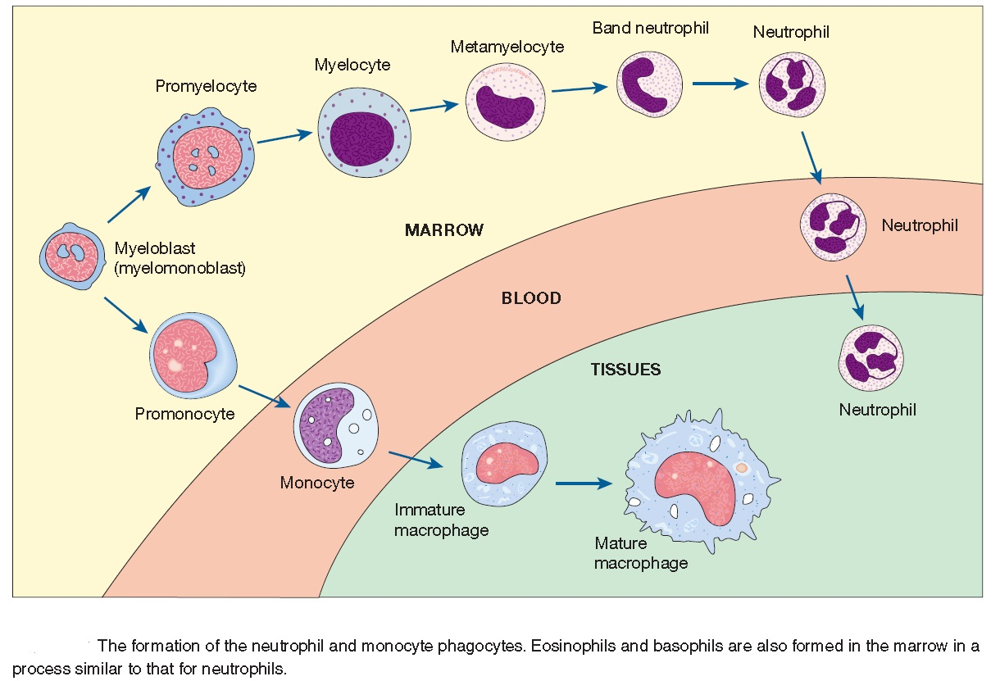 Band neutrophil
Neutrophil
Metamyelocyte
Myelocyte
Promyelocyte
MARROW
Neutrophil
Myeloblast
(myelomonoblast)
BLOOD
TISSUES
Promonocyte
Neutrophil
Monocyte
Immature
macrophage
Mature
macrophage
The formation of the neutrophil and monocyte phagocytes. Eosinophils and basophils are also formed in the marrow in a
process similar to that for neutrophils.